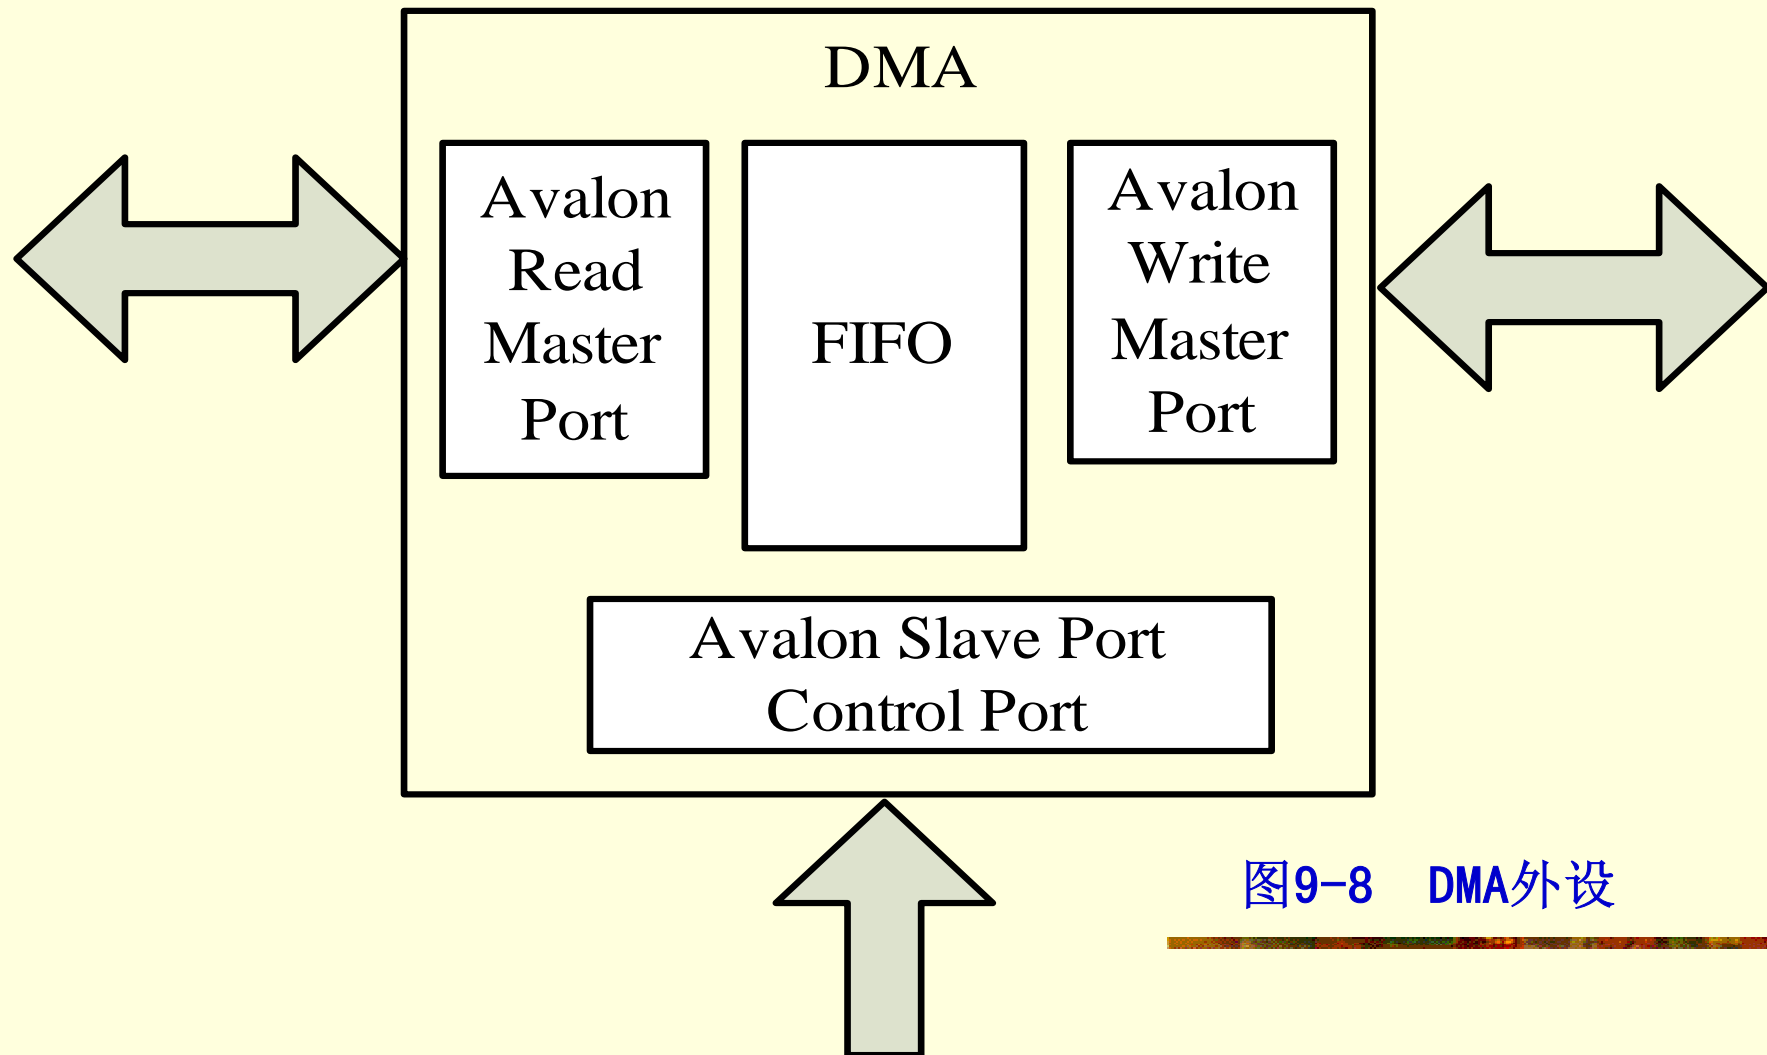 DMA
Avalon
Read
Master
Port
FIFO
Avalon
Write
Master
Port
Avalon Slave Port
Control Port
图9-8 DMA外设